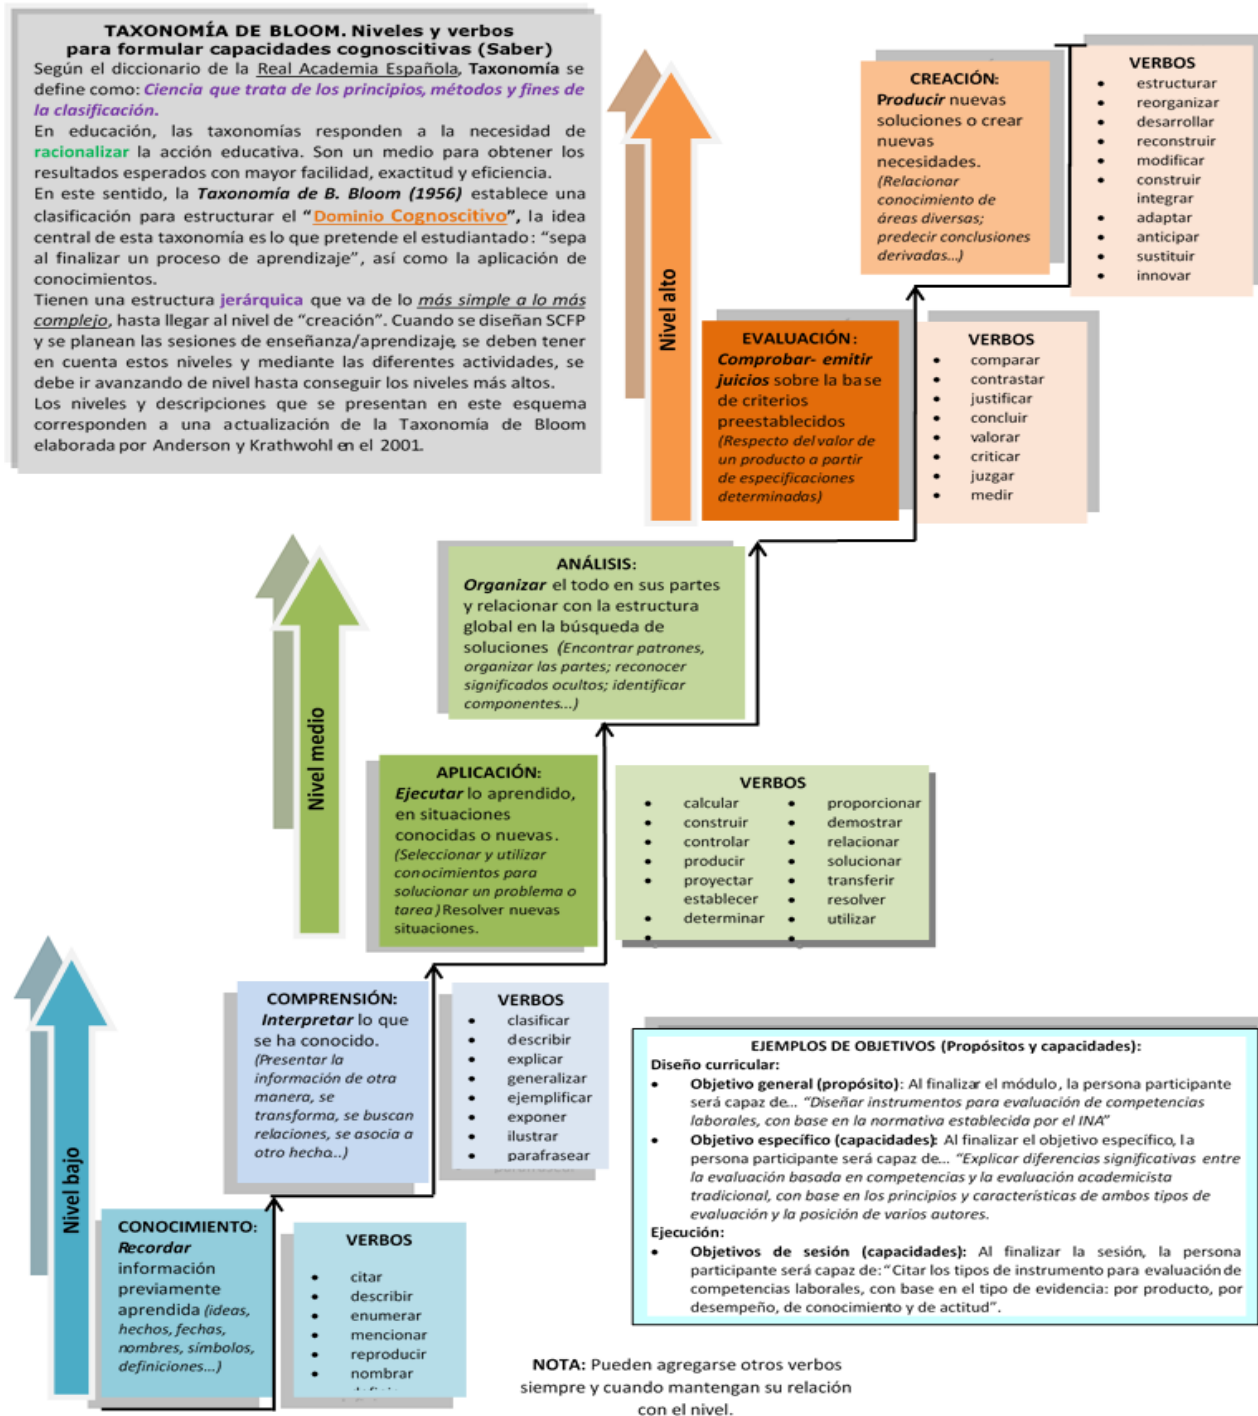 TAXONOMÍA DE BLOOM. Niveles y verbos
para formular capacidades cognoscitivas (Saber)
Según el diccionario de la Real Academia Española, Taxonomía se
define como: Ciencia que trata de los principios, métodos y fines de
la clasificación.
En educación, las taxonomías responden a la necesidad de
racionalizar la acción educativa. Son un medio para obtener los
resultados esperados con mayor facilidad, exactitud y eficiencia.
En este sentido, la Taxonomía de B. Bloom (1956) establece una
clasificación para estructurar el “Dominio Cognoscitivo”, la idea
central de esta taxonomía es lo que pretende el estudiantado: “sepa
al finalizar un proceso de aprendizaje”, así como la aplicación de
conocimientos.
Tienen una estructura jerárquica que va de lo más simple a lo más
complejo, hasta llegar al nivel de “creación”. Cuando se diseñan SCFP
y se planean las sesiones de enseñanza/aprendizaje, se deben tener
en cuenta estos niveles y mediante las diferentes actividades, se
debe ir avanzando de nivel hasta conseguir los niveles más altos.
Los niveles y descripciones que se presentan en este esquema
corresponden a una actualización de la Taxonomía de Bloom
elaborada por Anderson y Krathwohl en el 2001.
Nivel alto
CREACIÓN:
Producir nuevas
soluciones o crear
nuevas
necesidades.
(Relacionar
conocimiento de
áreas diversas;
predecir conclusiones
derivadas...)
VERBOS
• estructurar
• reorganizar
• desarrollar
• reconstruir
• modificar
• construir
integrar
• adaptar
• anticipar
• sustituir
• innovar
EVALUACIÓN:
Comprobar- emitir
juicios sobre la base
de criterios
preestablecidos
(Respecto del valor de
un producto a partir
de especificaciones
determinadas)
VERBOS
• comparar
• contrastar
• justificar
• concluir
• valorar
• criticar
• juzgar
• medir
Nivel medio
ANÁLISIS:
Organizar el todo en sus partes
y relacionar con la estructura
global en la búsqueda de
soluciones (Encontrar patrones,
organizar las partes; reconocer
significados ocultos; identificar
componentes...)
APLICACIÓN:
Ejecutar lo aprendido,
en situaciones
conocidas o nuevas.
(Seleccionar y utilizar
conocimientos para
solucionar un problema o
tarea) Resolver nuevas
situaciones.
VERBOS
• calcular
• construir
• controlar
• producir
• proyectar
establecer
• determinar
•
• proporcionar
• demostrar
• relacionar
• solucionar
• transferir
• resolver
• utilizar
•
Nivel bajo
COMPRENSIÓN:
Interpretar lo que
se ha conocido.
(Presentar la
información de otra
manera, se
transforma, se buscan
relaciones, se asocia a
otro hecho...)
VERBOS
• clasificar
• describir
• explicar
• generalizar
• ejemplificar
• exponer
• ilustrar
• parafrasear
CONOCIMIENTO:
Recordar
información
previamente
aprendida (ideas,
hechos, fechas,
nombres, símbolos,
definiciones...)
VERBOS
• citar
• describir
• enumerar
• mencionar
• reproducir
• nombrar
EJEMPLOS DE OBJETIVOS (Propósitos y capacidades):
Diseño curricular:
• Objetivo general (propósito): Al finalizar el módulo, la persona participante
será capaz de... “Diseñar instrumentos para evaluación de competencias
laborales, con base en la normativa establecida por el INA”
• Objetivo específico (capacidades): Al finalizar el objetivo específico, la
persona participante será capaz de... “Explicar diferencias significativas entre
la evaluación basada en competencias y la evaluación academicista
tradicional, con base en los principios y características de ambos tipos de
evaluación y la posición de varios autores.
Ejecución:
• Objetivos de sesión (capacidades): Al finalizar la sesión, la persona
participante será capaz de: “Citar los tipos de instrumento para evaluación de
competencias laborales, con base en el tipo de evidencia: por producto, por
desempeño, de conocimiento y de actitud”.
NOTA: Pueden agregarse otros verbos
siempre y cuando mantengan su relación
con el nivel.